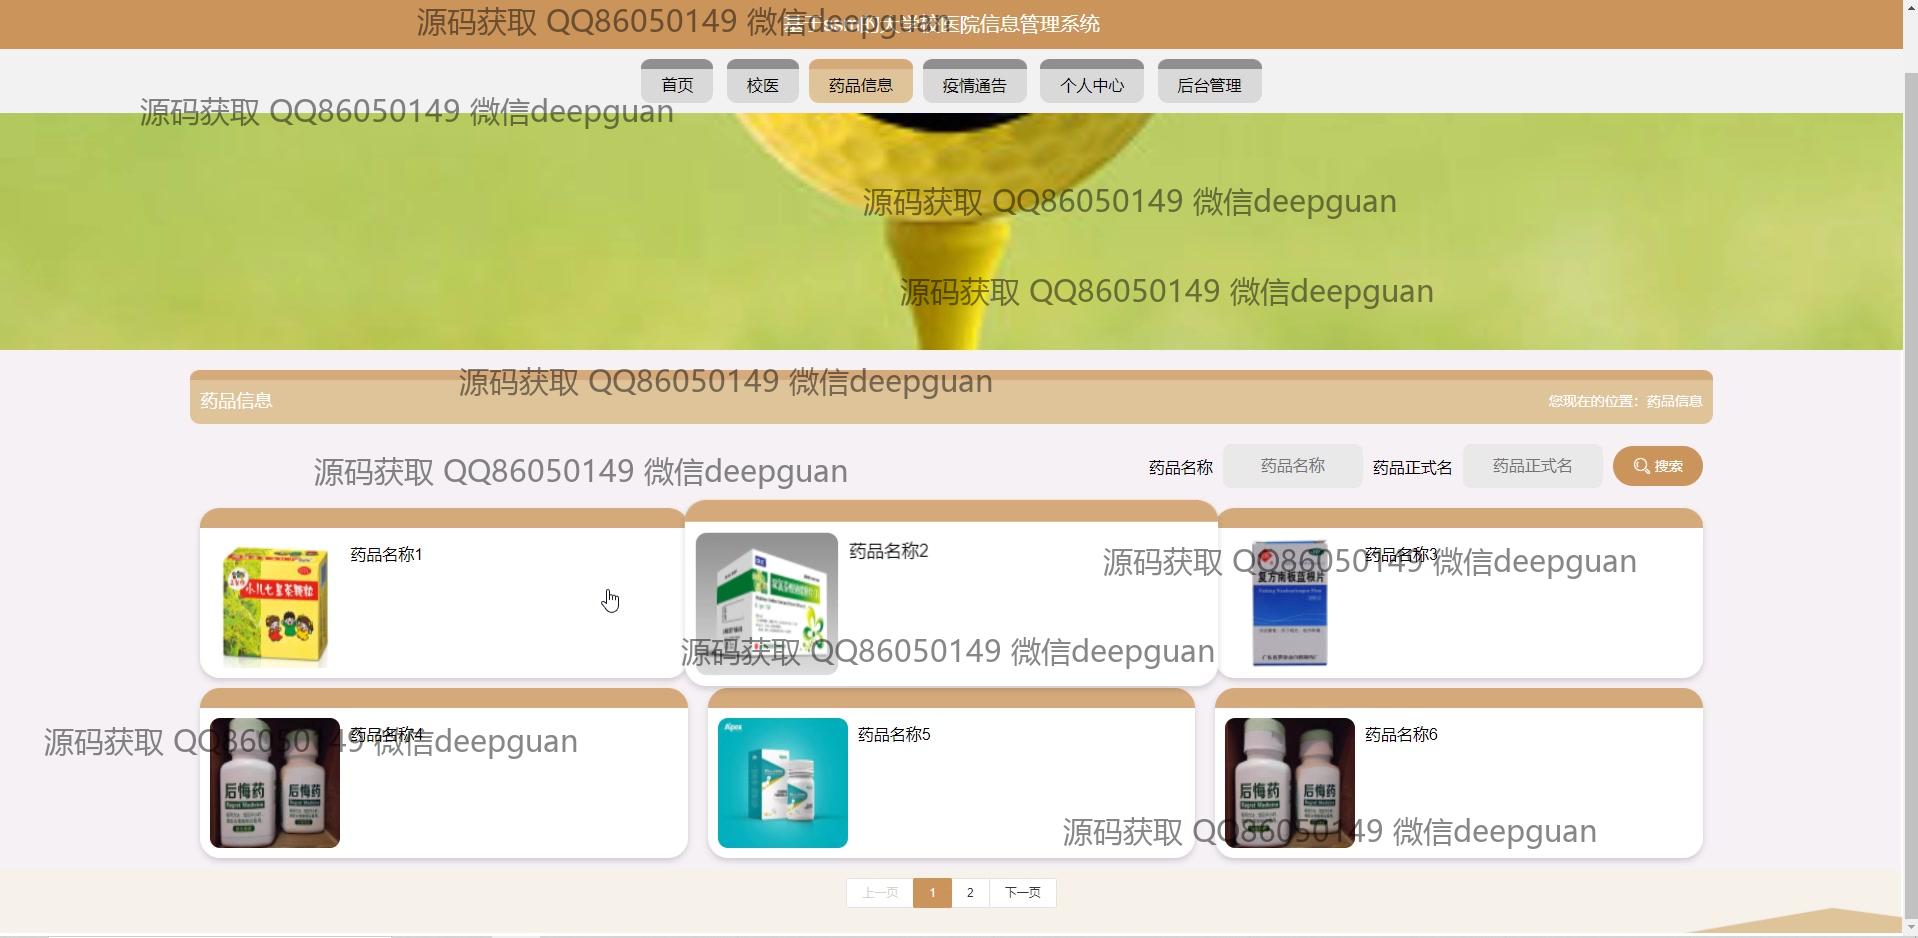 源码获取 QQ86050149 微信deepguan
基于ssm的大学校医院信息管理系统
首页 校医 药品信息 疫情通告 个人中心 后台管理
源码获取 QQ86050149 微信deepguan
源码获取 QQ86050149 微信deepguan
源码获取 QQ86050149 微信deepguan
源码获取 QQ86050149 微信deepguan
药品信息 您现在的位置：药品信息
源码获取 QQ86050149 微信deepguan
药品名称 药品名称 药品正式名 药品正式名 搜索
药品名称1
小儿七星茶颗粒
药品名称2
药品名称3
复方南板蓝根片
源码获取 QQ86050149 微信deepguan
源码获取 QQ86050149 微信deepguan
药品名称4
后悔药 后悔药
Regret Medicine
源码获取 QQ86050149 微信deepguan
药品名称5
Apex
药品名称6
后悔药 后悔药
Regret Medicine
源码获取 QQ86050149 微信deepguan
上一页 1 2 下一页